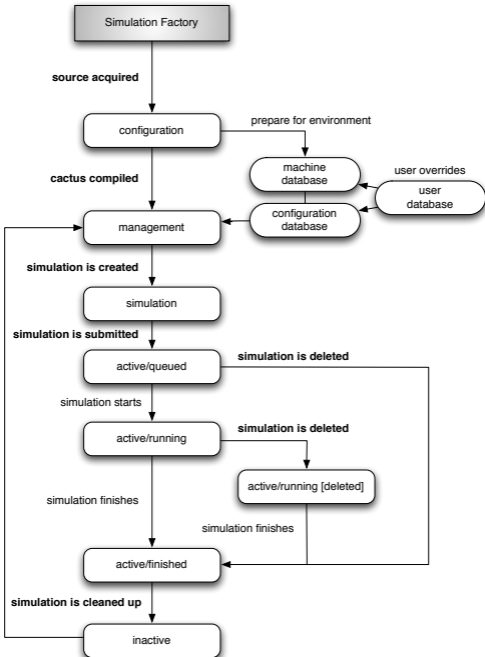 Simulation Factory
source acquired
configuration
prepare for environment
machine
database
user overrides
user
database
cactus compiled
configuration
database
management
simulation is created
simulation
simulation is submitted
active/queued
simulation is deleted
simulation starts
active/running
simulation is deleted
active/running [deleted]
simulation finishes
simulation finishes
active/finished
simulation is cleaned up
inactive